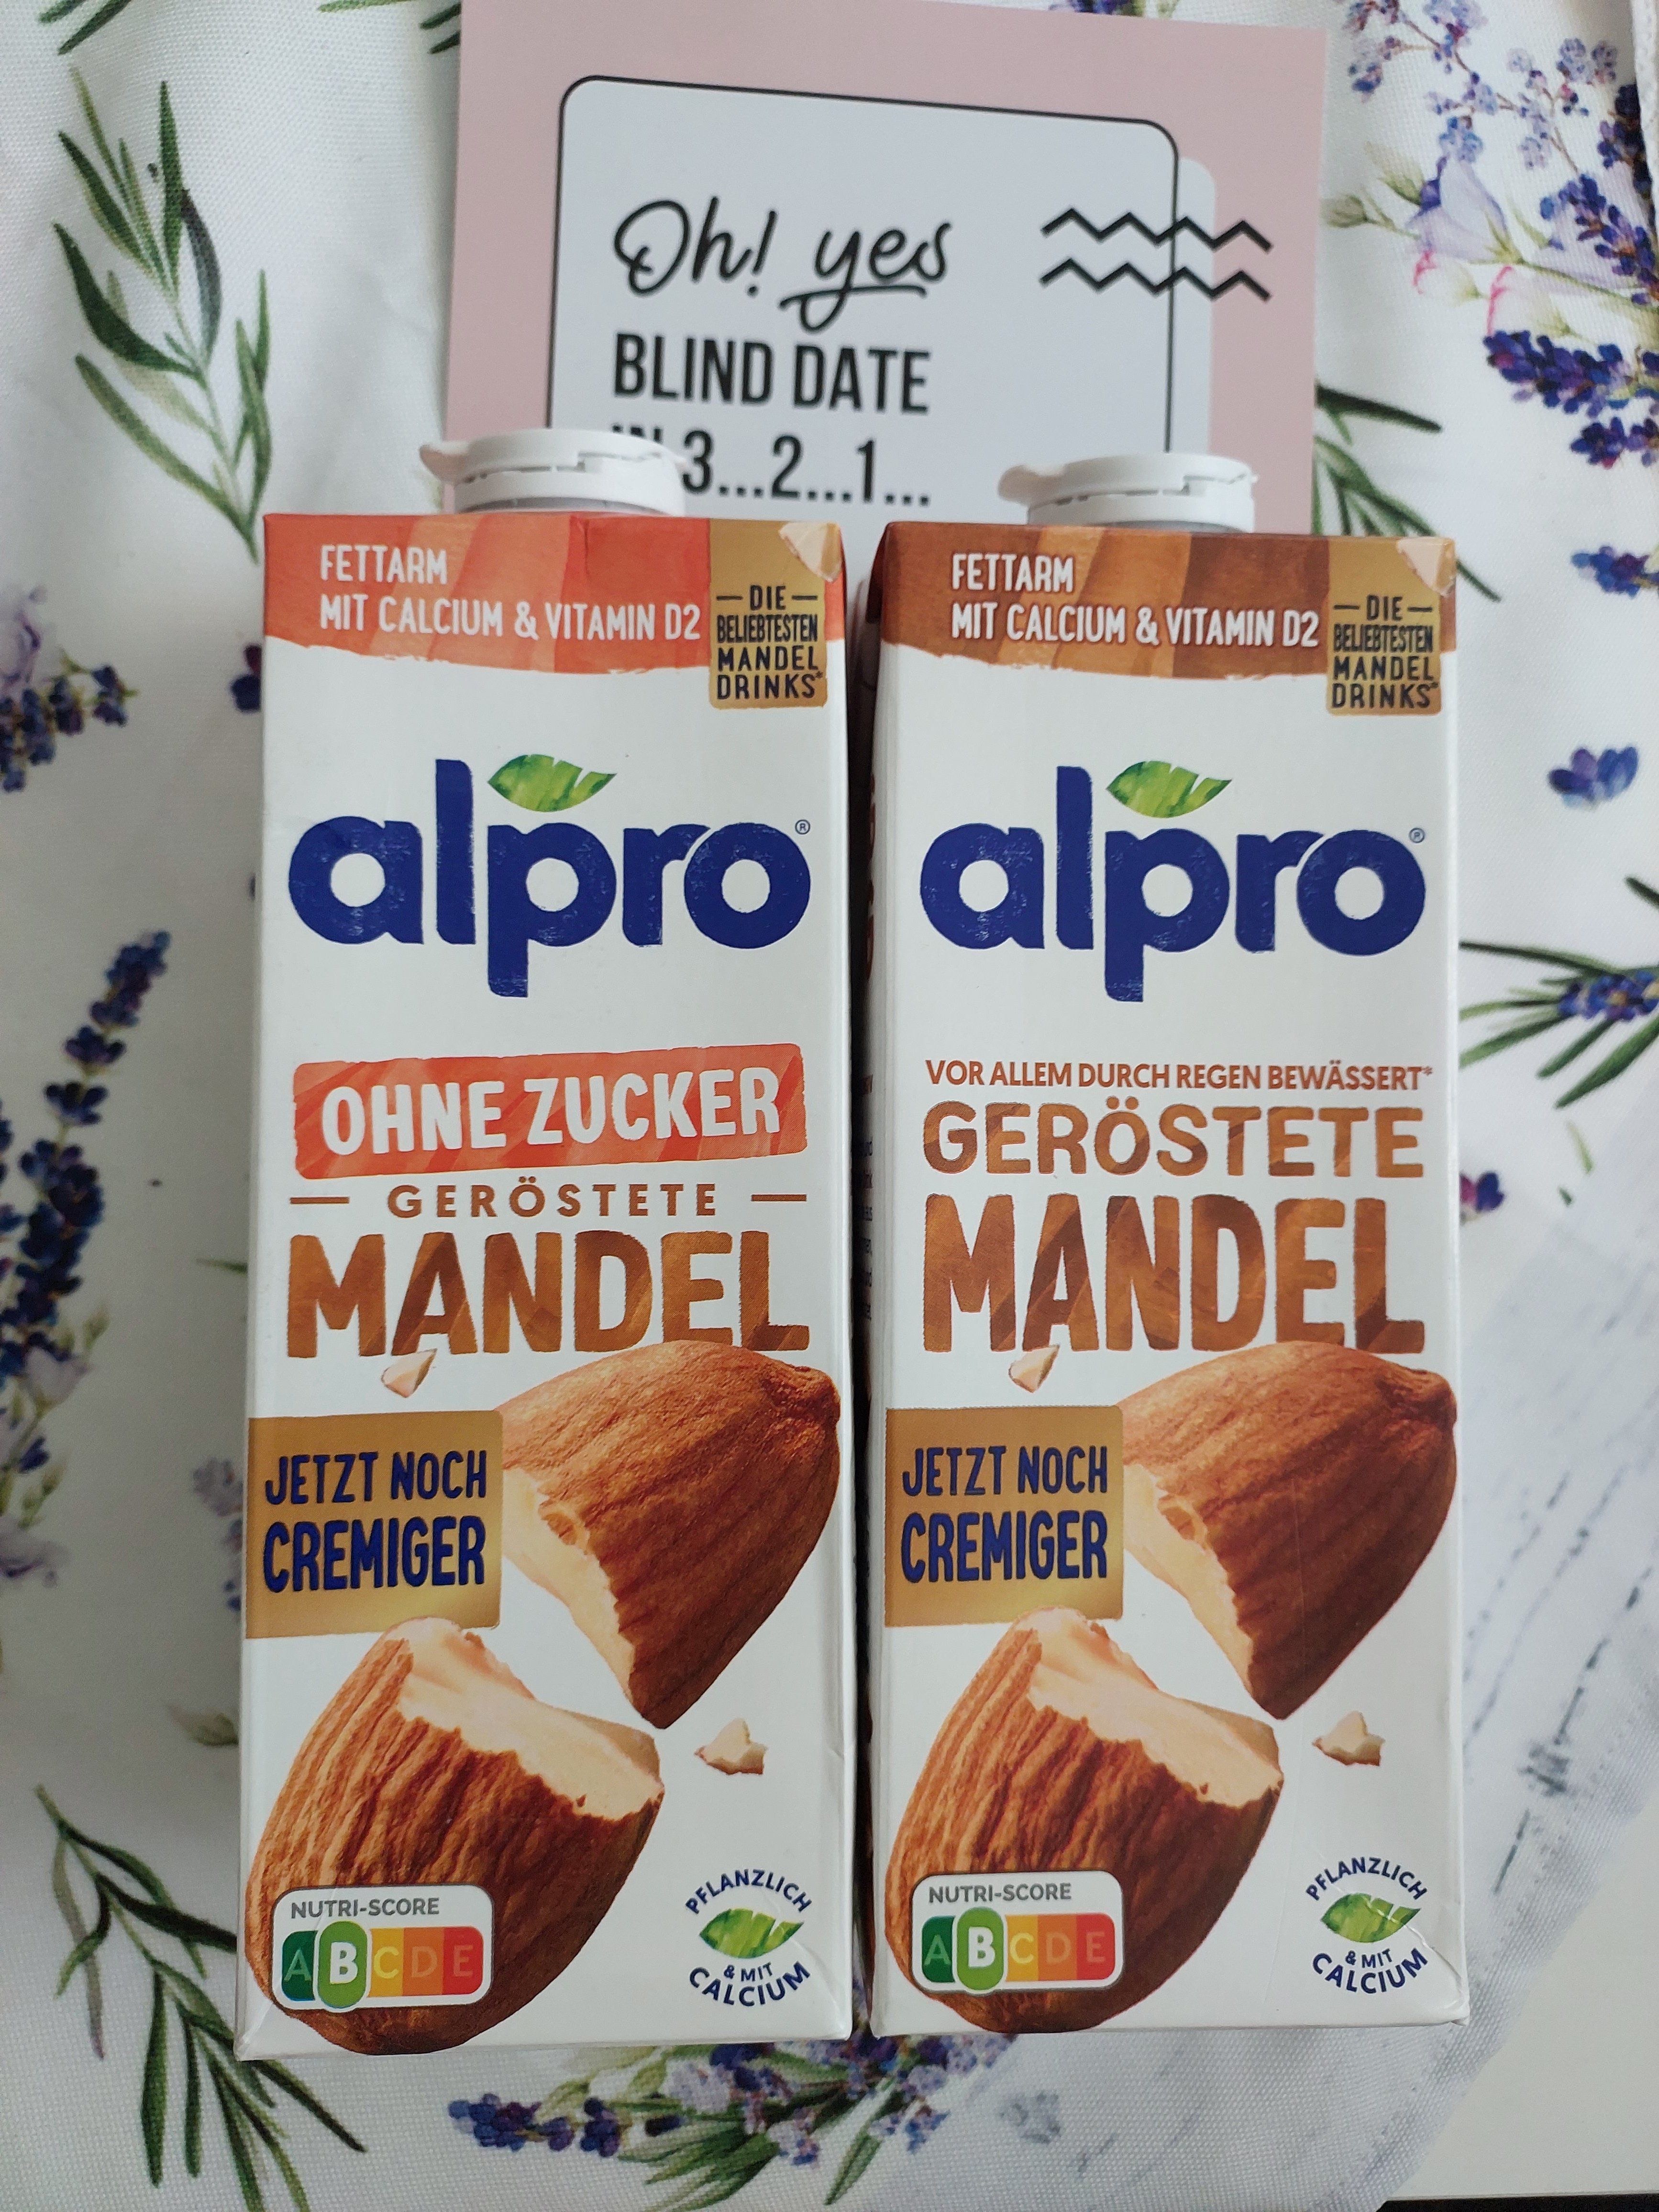 Oh! yes
BLIND DATE
IN 3...2...1...
FETTARM
MIT CALCIUM & VITAMIN D2
DIE
BELIEBTESTEN
MANDEL
DRINKS*
alpro®
OHNE ZUCKER
GERÖSTETE
MANDEL
JETZT NOCH
CREMIGER
NUTRI-SCORE
A B C D E
PFLANZLICH
& MIT
CALCIUM
FETTARM
MIT CALCIUM & VITAMIN D2
DIE
BELIEBTESTEN
MANDEL
DRINKS*
alpro®
VOR ALLEM DURCH REGEN BEWÄSSERT*
GERÖSTETE
MANDEL
JETZT NOCH
CREMIGER
NUTRI-SCORE
A B C D E
PFLANZLICH
& MIT
CALCIUM